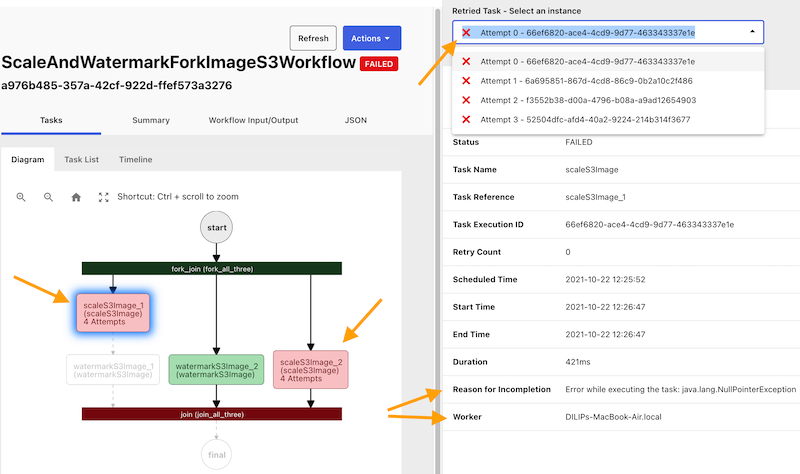 Refresh
Actions
ScaleAndWatermarkForkImageS3Workflow FAILED
a976b485-357a-42cf-922d-ffef573a3276
Tasks Summary Workflow Input/Output JSON
Diagram Task List Timeline
Shortcut: Ctrl + scroll to zoom
start
fork_join (fork_all_three)
scaleS3Image_1
(scaleS3Image)
4 Attempts
watermarkS3Image_1
(watermarkS3Image)
watermarkS3Image_2
(watermarkS3Image)
scaleS3Image_2
(scaleS3Image)
4 Attempts
join (join_all_three)
final
Retried Task - Select an instance
Attempt 0 - 66ef6820-ace4-4cd9-9d77-463343337e1e
Attempt 0 - 66ef6820-ace4-4cd9-9d77-463343337e1e
Attempt 1 - 6a695851-867d-4cd8-86c9-0b2a10c2f486
Attempt 2 - f3552b38-d00a-4796-b08a-a9ad12654903
Attempt 3 - 52504dfc-afd4-40a2-9224-214b314f3677
Status FAILED
Task Name scaleS3Image
Task Reference scaleS3Image_1
Task Execution ID 66ef6820-ace4-4cd9-9d77-463343337e1e
Retry Count 0
Scheduled Time 2021-10-22 12:25:52
Start Time 2021-10-22 12:26:47
End Time 2021-10-22 12:26:47
Duration 421ms
Reason for Incompletion Error while executing the task: java.lang.NullPointerException
Worker DILIPs-MacBook-Air.local